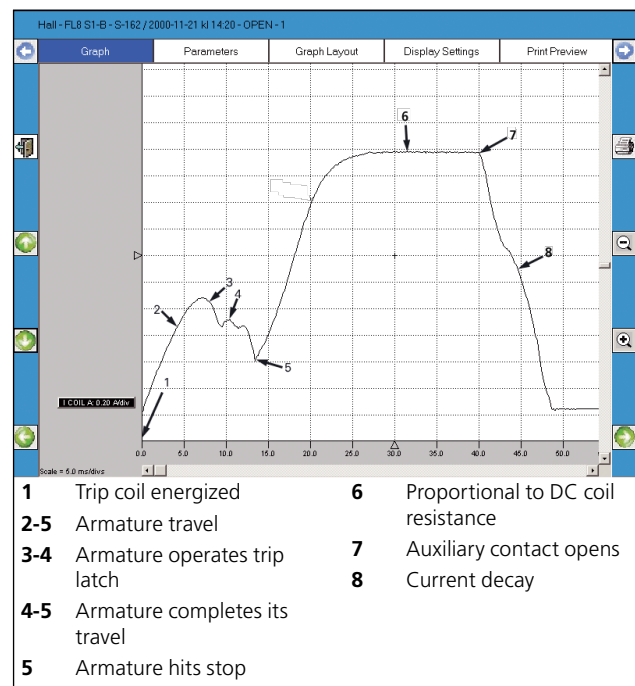 Hall - FL8 S1-B - S-162 / 2000-11-21 kl 14:20 - OPEN - 1
Graph Parameters Graph Layout Display Settings Print Preview
6
7
8
3
4
2
5
1
I COIL A: 0.20 A/div
0.0 5.0 10.0 15.0 20.0 25.0 30.0 35.0 40.0 45.0 50.0
Scale = 5.0 ms/divs
1 Trip coil energized
2-5 Armature travel
3-4 Armature operates trip
latch
4-5 Armature completes its
travel
5 Armature hits stop
6 Proportional to DC coil
resistance
7 Auxiliary contact opens
8 Current decay